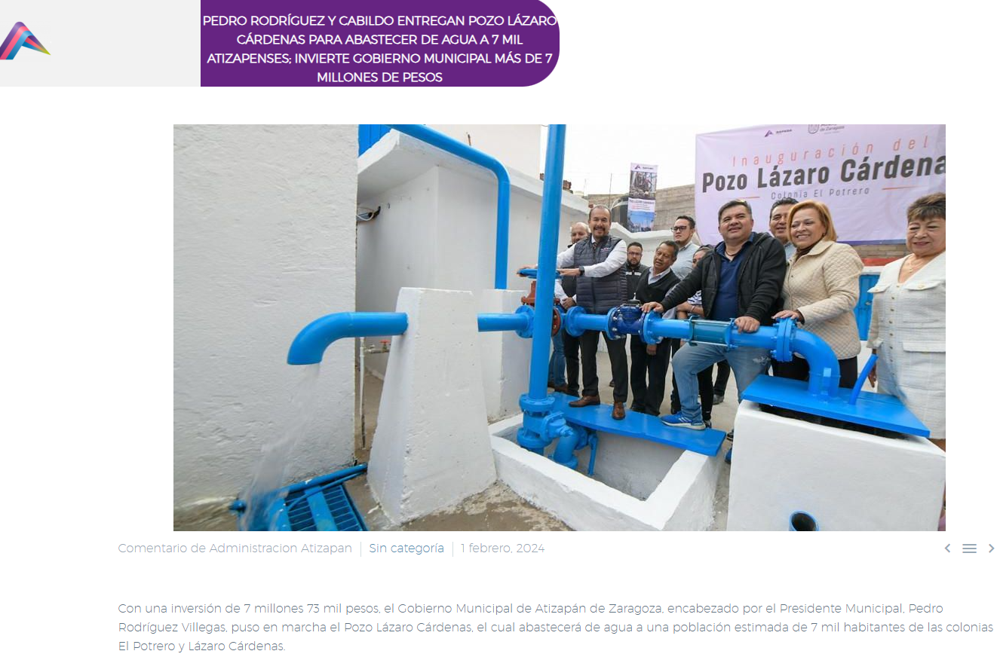 PEDRO RODRÍGUEZ Y CABILDO ENTREGAN POZO LÁZARO
CÁRDENAS PARA ABASTECER DE AGUA A 7 MIL
ATIZAPENSES; INVIERTE GOBIERNO MUNICIPAL MÁS DE 7
MILLONES DE PESOS
de Zaragoza
Inauguración del
Pozo Lázaro Cárdena
Colonia El Potrero
Comentario de Administracion Atizapan | Sin categoría | 1 febrero, 2024
Con una inversión de 7 millones 73 mil pesos, el Gobierno Municipal de Atizapán de Zaragoza, encabezado por el Presidente Municipal, Pedro
Rodríguez Villegas, puso en marcha el Pozo Lázaro Cárdenas, el cual abastecerá de agua a una población estimada de 7 mil habitantes de las colonias
El Potrero y Lázaro Cárdenas.